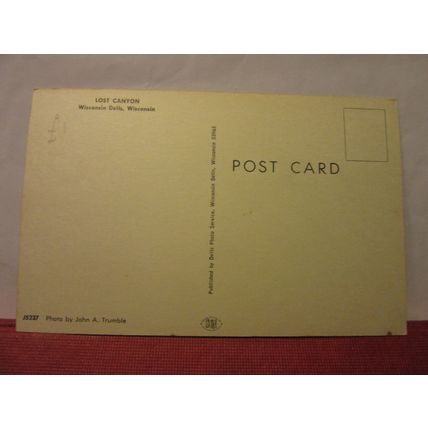 LOST CANYON
Wisconsin Dells, Wisconsin
Published by Dells Photo Service, Wisconsin Dells, Wisconsin 53965
POST CARD
J5237 Photo by John A. Trumble